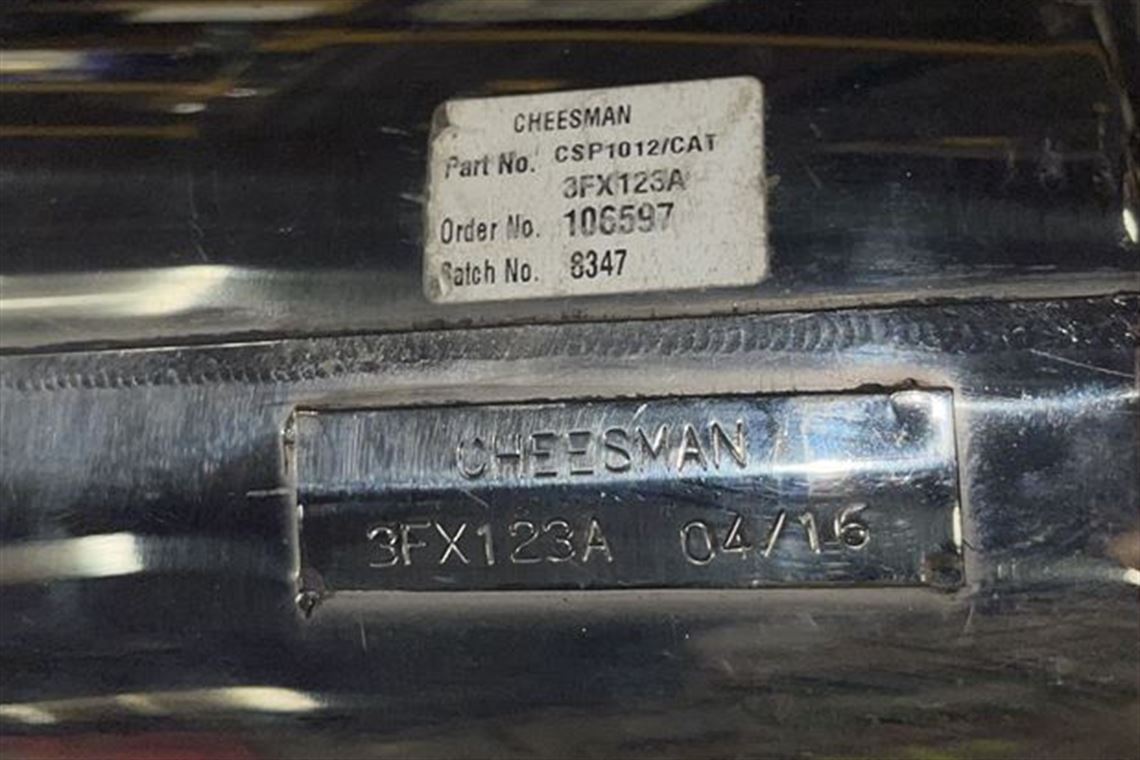 CHEESMAN
Part No. CSP1012/CAT
3FX123A
Order No. 106597
Batch No. 8347
CHEESMAN
3FX123A 04/16